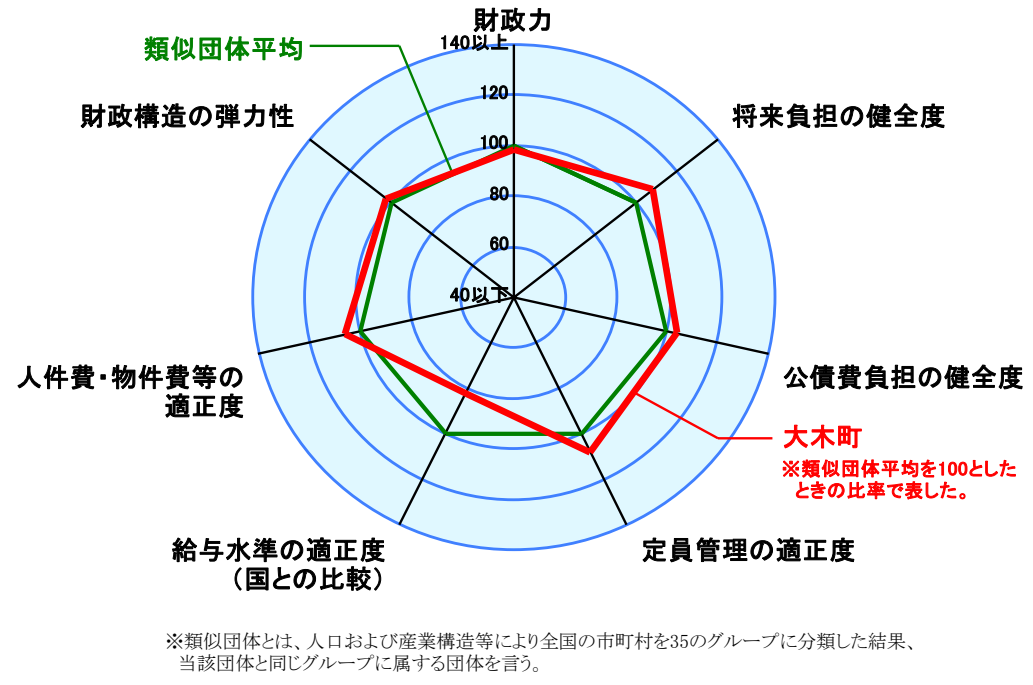 財政力
類似団体平均
140以上
120
100
80
60
40以下
財政構造の弾力性
将来負担の健全度
人件費・物件費等の
適正度
公債費負担の健全度
大木町
※類似団体平均を100とした
ときの比率で表した。
給与水準の適正度
（国との比較）
定員管理の適正度
※類似団体とは、人口および産業構造等により全国の市町村を35のグループに分類した結果、
当該団体と同じグループに属する団体を言う。